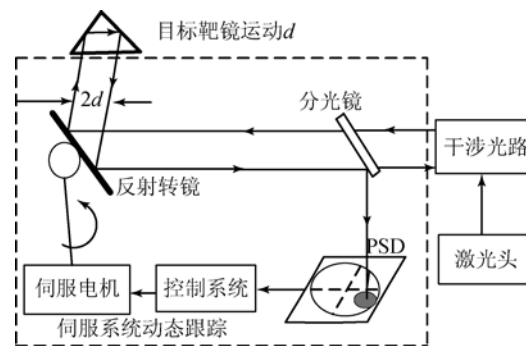 目标靶镜运动d
2d
分光镜
干涉光路
反射转镜
PSD
激光头
伺服电机
控制系统
伺服系统动态跟踪